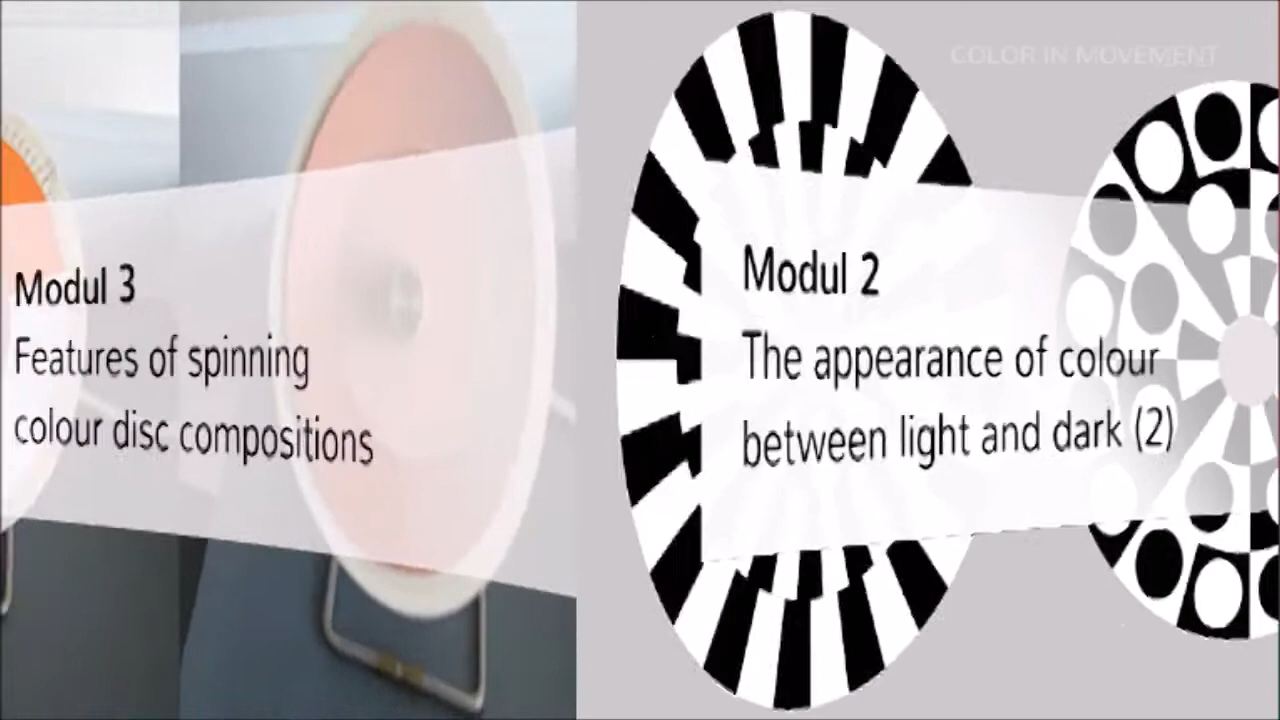 Modul 3
Features of spinning
colour disc compositions
COLOR IN MOVEMENT
Modul 2
The appearance of colour
between light and dark (2)